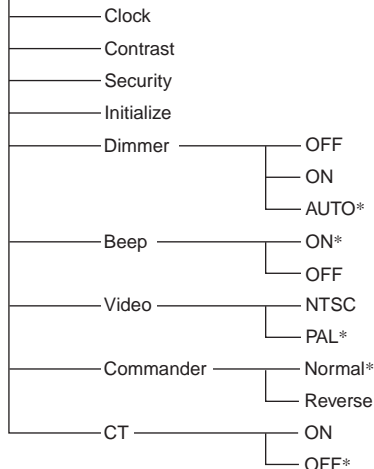 Clock
Contrast
Security
Initialize
Dimmer OFF
ON
AUTO*
Beep ON*
OFF
Video NTSC
PAL*
Commander Normal*
Reverse
CT ON
OFF*